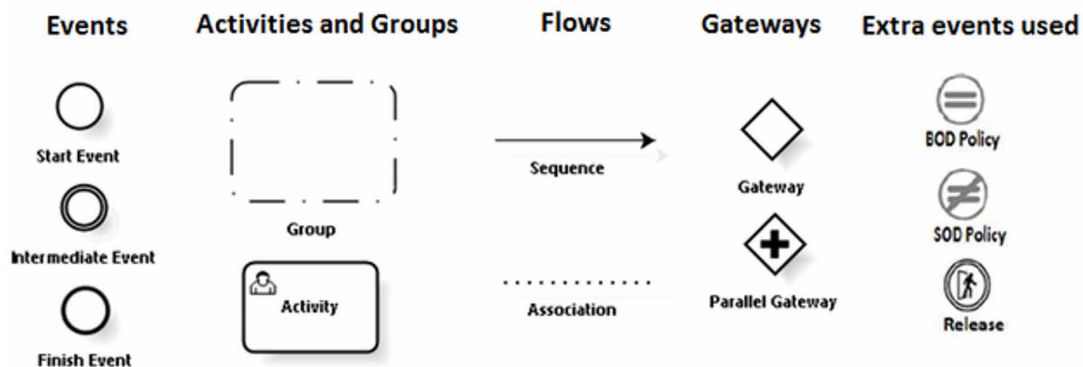 Events
Activities and Groups
Flows
Gateways
Extra events used
Start Event
Intermediate Event
Finish Event
Group
Activity
Sequence
Association
Gateway
Parallel Gateway
BOD Policy
SOD Policy
Release